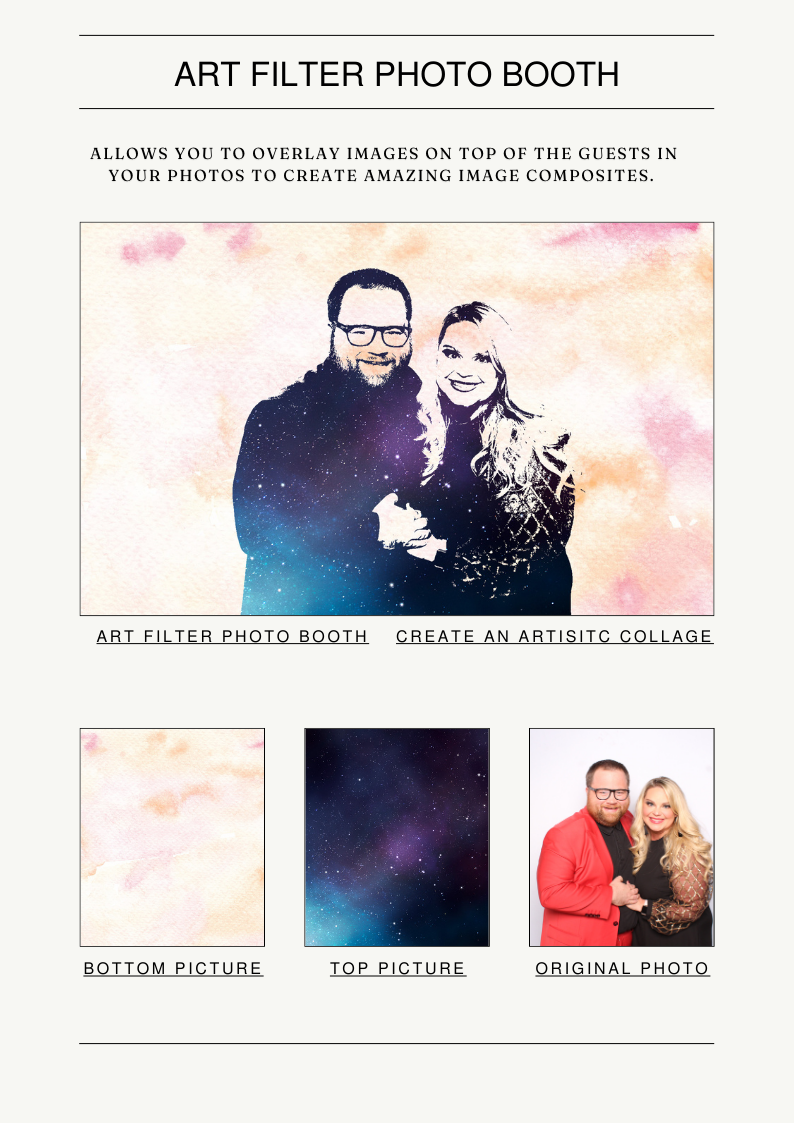 ART FILTER PHOTO BOOTH
ALLOWS YOU TO OVERLAY IMAGES ON TOP OF THE GUESTS IN
YOUR PHOTOS TO CREATE AMAZING IMAGE COMPOSITES.
ART FILTER PHOTO BOOTH
CREATE AN ARTISITC COLLAGE
BOTTOM PICTURE
TOP PICTURE
ORIGINAL PHOTO